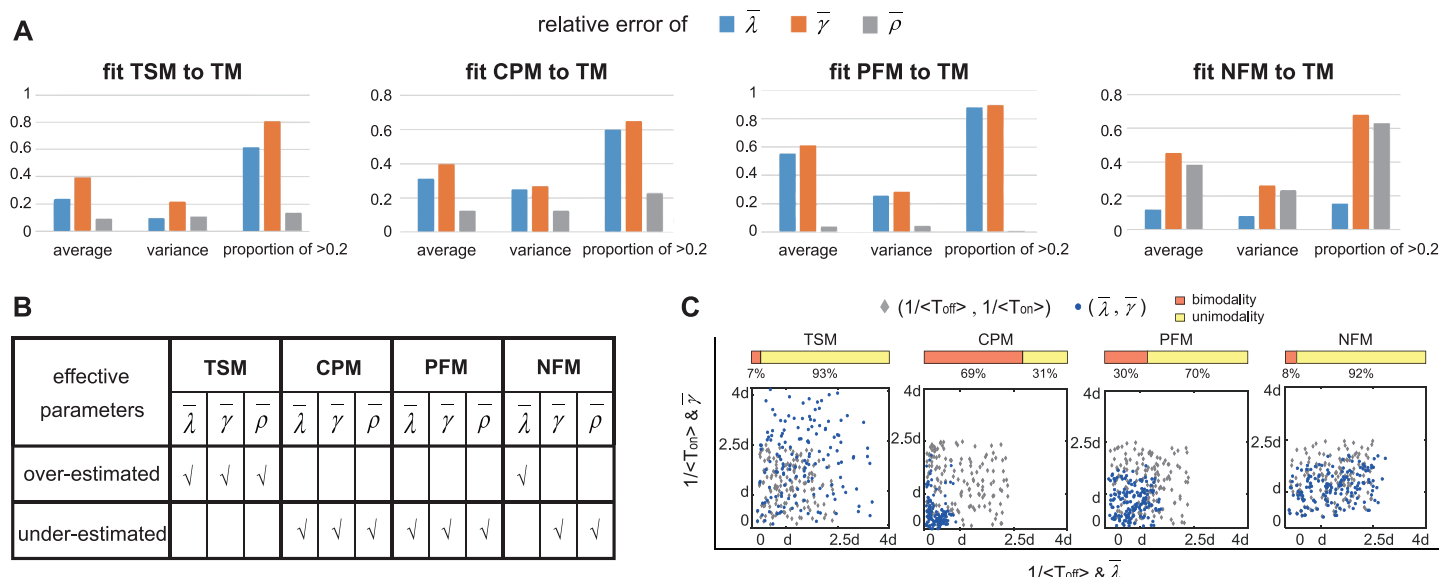 A
relative error of λ̅ γ̅ ρ̅
fit TSM to TM
1
0.8
0.6
0.4
0.2
0
average variance proportion of >0.2
fit CPM to TM
0.8
0.6
0.4
0.2
0
average variance proportion of >0.2
fit PFM to TM
1
0.8
0.6
0.4
0.2
0
average variance proportion of >0.2
fit NFM to TM
0.8
0.6
0.4
0.2
0
average variance proportion of >0.2
B
effective parameters TSM CPM PFM NFM
λ̅ γ̅ ρ̅ λ̅ γ̅ ρ̅ λ̅ γ̅ ρ̅ λ̅ γ̅ ρ̅
over-estimated √ √ √ √
under-estimated √ √ √ √ √ √ √ √
C
(1/<Toff> , 1/<Ton>) (λ̅ , γ̅) bimodality
unimodality
TSM CPM PFM NFM
7% 93% 69% 31% 30% 70% 8% 92%
1/<Ton> & γ̅
4d 4d 4d 4d
2.5d 2.5d 2.5d 2.5d
d d d d
0 0 0 0
0 d 2.5d 4d 0 d 2.5d 4d 0 d 2.5d 4d 0 d 2.5d 4d
1/<Toff> & λ̅